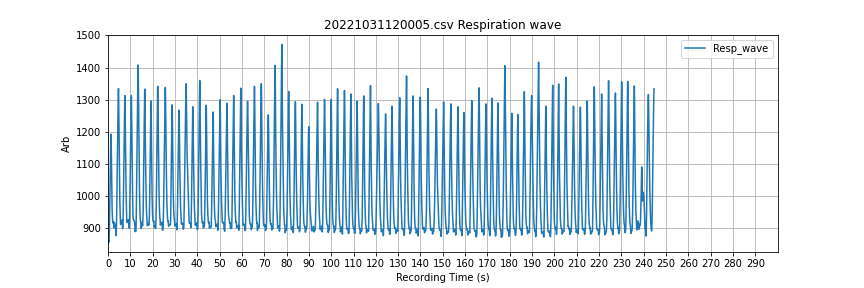 20221031120005.csv Respiration wave
Resp_wave
1500
1400
1300
1200
1100
1000
900
Arb
0 10 20 30 40 50 60 70 80 90 100 110 120 130 140 150 160 170 180 190 200 210 220 230 240 250 260 270 280 290
Recording Time (s)